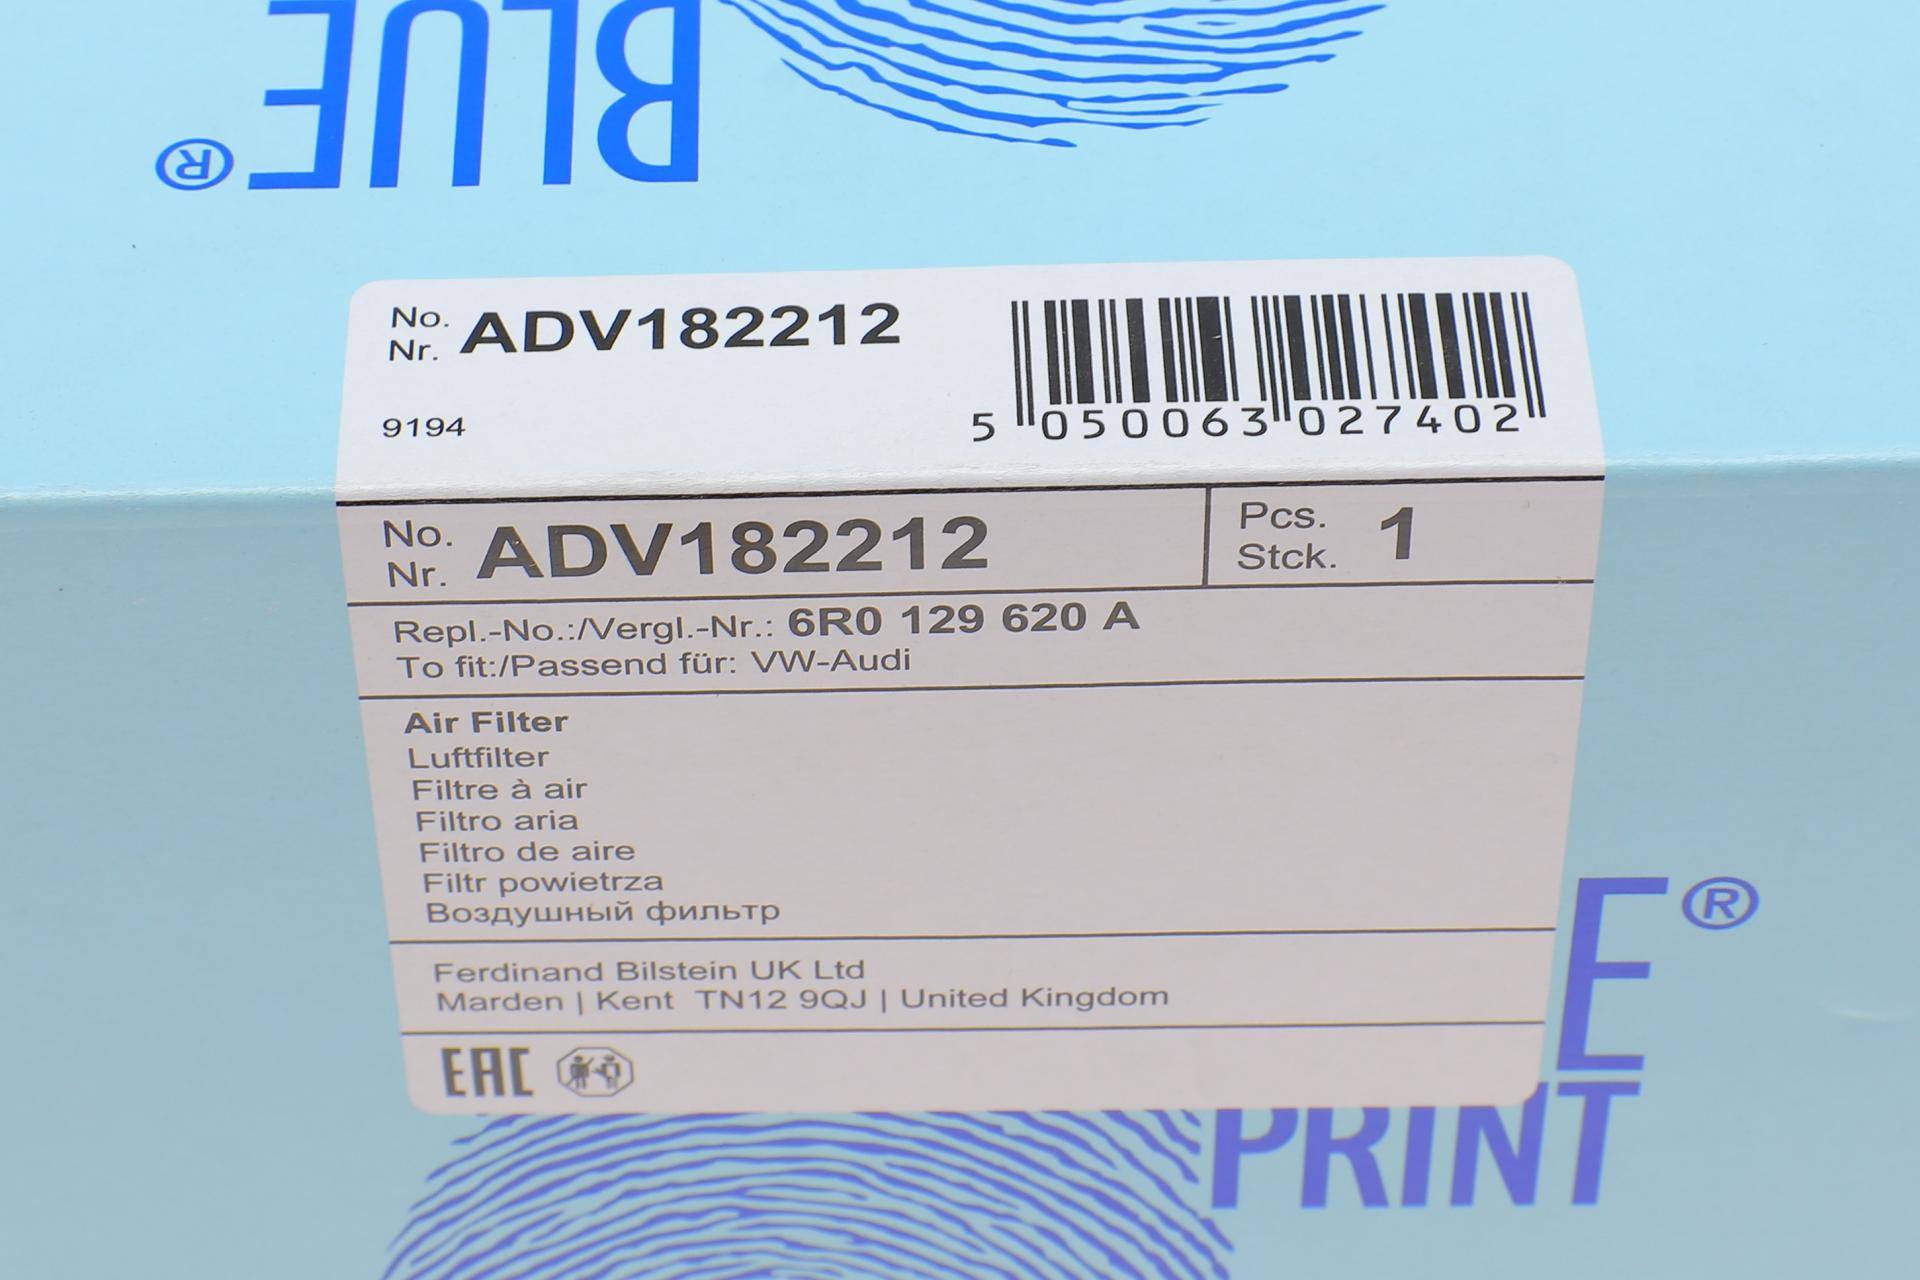 BLUE®
No.
Nr. ADV182212
9194
5 050063 027402
No.
Nr. ADV182212
Pcs.
Stck. 1
Repl.-No.:/Vergl.-Nr.: 6R0 129 620 A
To fit:/Passend für: VW-Audi
Air Filter
Luftfilter
Filtre à air
Filtro aria
Filtro de aire
Filtr powietrza
Воздушный фильтр
Ferdinand Bilstein UK Ltd
Marden | Kent TN12 9QJ | United Kingdom
EAC
E®
PRINT